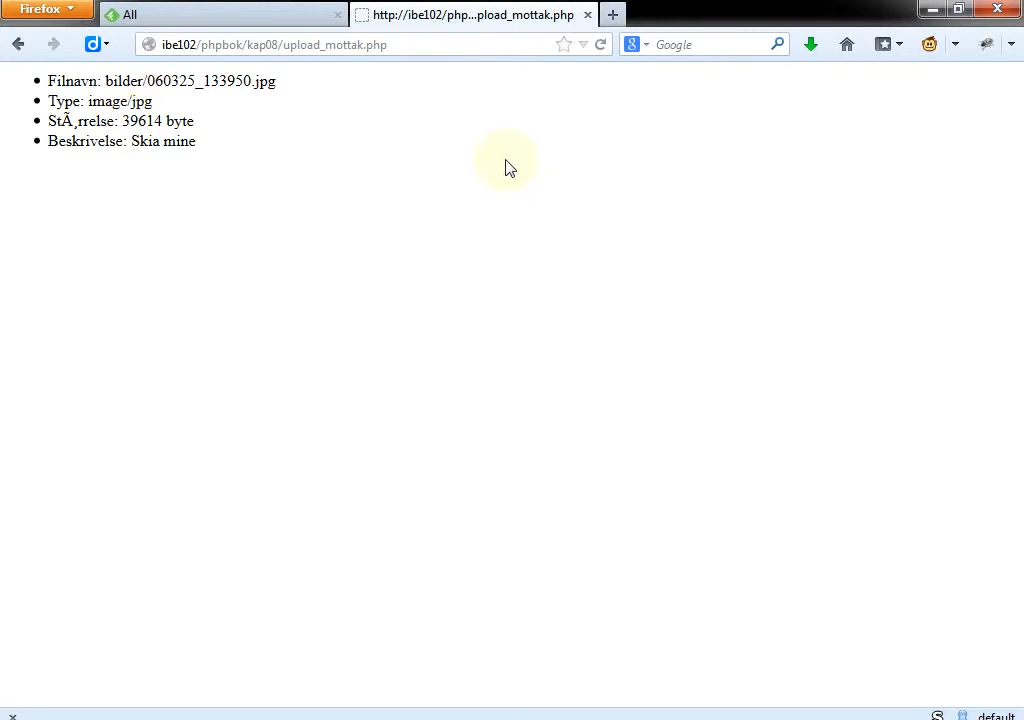 Firefox
All
http://ibe102/php...pload_mottak.php
ibe102/phpbok/kap08/upload_mottak.php
Google
Filnavn: bilder/060325_133950.jpg
Type: image/jpg
StÃ¸rrelse: 39614 byte
Beskrivelse: Skia mine
default